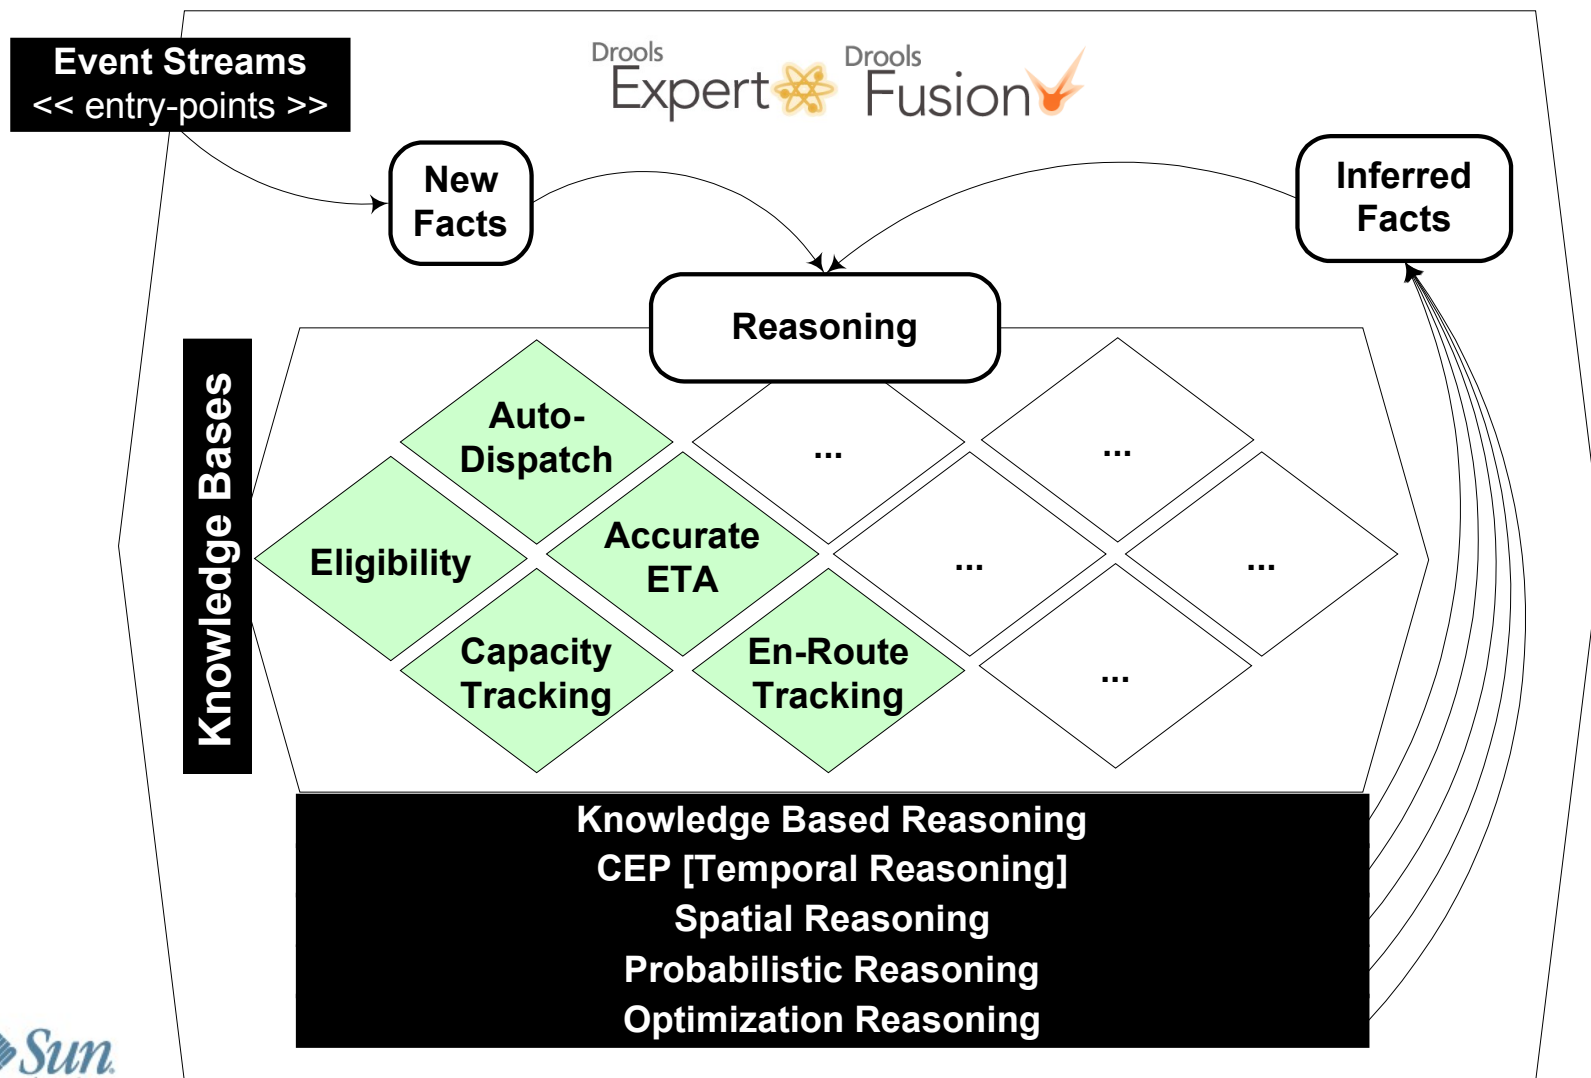 Event Streams
<< entry-points >>
Drools
Expert
Drools
Fusion
New
Facts
Inferred
Facts
Reasoning
Knowledge Bases
Auto-
Dispatch
...
...
Eligibility
Accurate
ETA
...
...
Capacity
Tracking
En-Route
Tracking
...
Knowledge Based Reasoning
CEP [Temporal Reasoning]
Spatial Reasoning
Probabilistic Reasoning
Optimization Reasoning
Sun